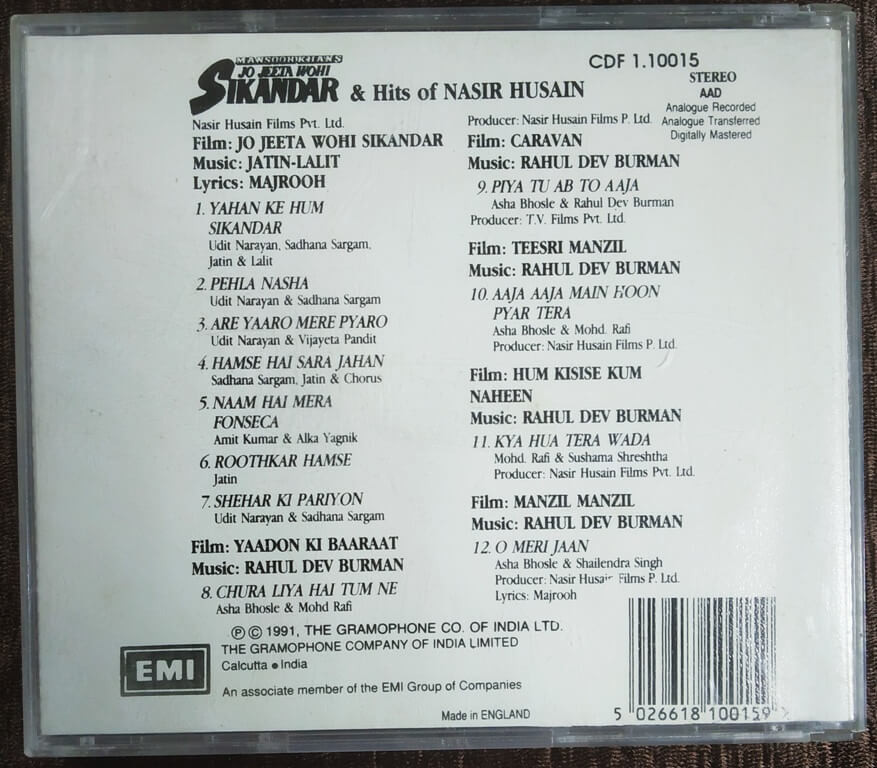 MANSOOR KHAN'S
JO JEETA WOHI
SIKANDAR & Hits of NASIR HUSAIN
CDF 1.10015
STEREO
AAD
Analogue Recorded
Analogue Transferred
Digitally Mastered
Nasir Husain Films Pvt. Ltd.
Film: JO JEETA WOHI SIKANDAR
Music: JATIN-LALIT
Lyrics: MAJROOH
1. YAHAN KE HUM
SIKANDAR
Udit Narayan, Sadhana Sargam,
Jatin & Lalit
2. PEHLA NASHA
Udit Narayan & Sadhana Sargam
3. ARE YAARO MERE PYARO
Udit Narayan & Vijayeta Pandit
4. HAMSE HAI SARA JAHAN
Sadhana Sargam, Jatin & Chorus
5. NAAM HAI MERA
FONSECA
Amit Kumar & Alka Yagnik
6. ROOTHKAR HAMSE
Jatin
7. SHEHAR KI PARIYON
Udit Narayan & Sadhana Sargam
Film: YAADON KI BAARAAT
Music: RAHUL DEV BURMAN
8. CHURA LIYA HAI TUM NE
Asha Bhosle & Mohd Rafi
Producer: Nasir Husain Films P. Ltd.
Film: CARAVAN
Music: RAHUL DEV BURMAN
9. PIYA TU AB TO AAJA
Asha Bhosle & Rahul Dev Burman
Producer: T.V. Films Pvt. Ltd.
Film: TEESRI MANZIL
Music: RAHUL DEV BURMAN
10. AAJA AAJA MAIN HOON
PYAR TERA
Asha Bhosle & Mohd. Rafi
Producer: Nasir Husain Films P. Ltd.
Film: HUM KISISE KUM
NAHEEN
Music: RAHUL DEV BURMAN
11. KYA HUA TERA WADA
Mohd. Rafi & Sushama Shreshtha
Producer: Nasir Husain Films Pvt. Ltd.
Film: MANZIL MANZIL
Music: RAHUL DEV BURMAN
12. O MERI JAAN
Asha Bhosle & Shailendra Singh
Producer: Nasir Husain Films P. Ltd.
Lyrics: Majrooh
℗ © 1991, THE GRAMOPHONE CO. OF INDIA LTD.
THE GRAMOPHONE COMPANY OF INDIA LIMITED
Calcutta ● India
EMI
An associate member of the EMI Group of Companies
Made in ENGLAND
5 026618 100159